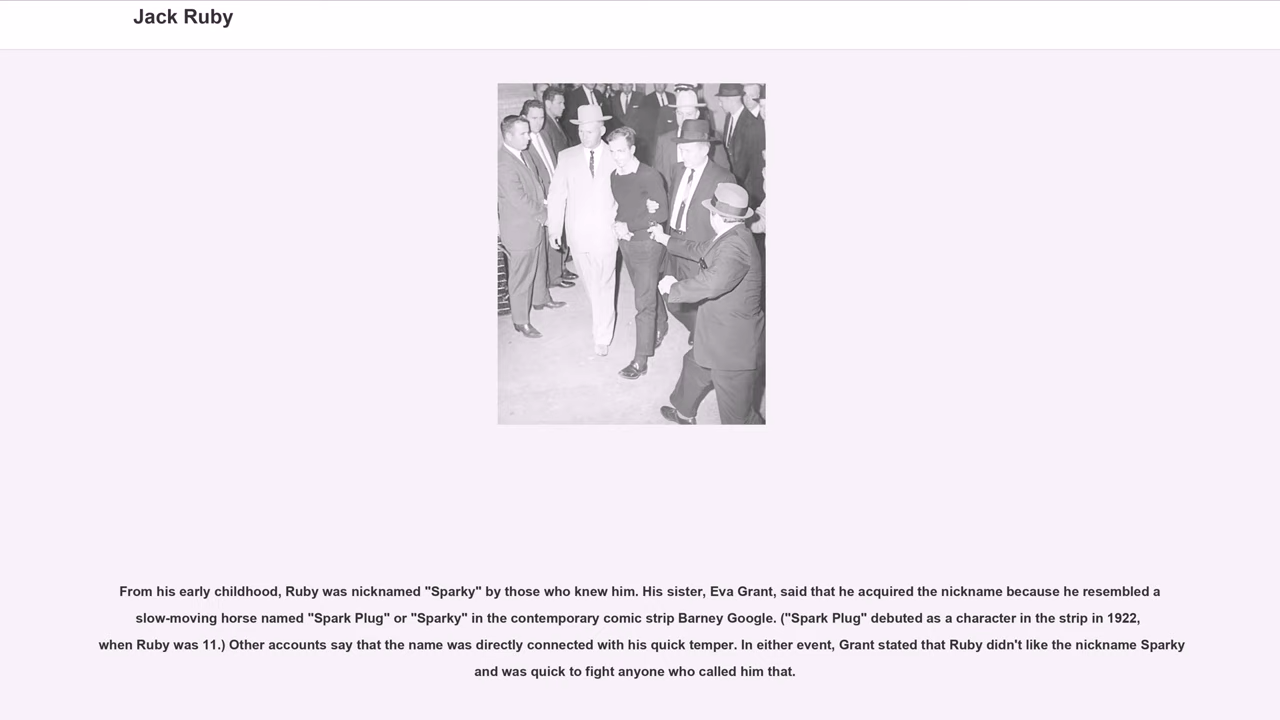 Jack Ruby
From his early childhood, Ruby was nicknamed "Sparky" by those who knew him. His sister, Eva Grant, said that he acquired the nickname because he resembled a
slow-moving horse named "Spark Plug" or "Sparky" in the contemporary comic strip Barney Google. ("Spark Plug" debuted as a character in the strip in 1922,
when Ruby was 11.) Other accounts say that the name was directly connected with his quick temper. In either event, Grant stated that Ruby didn't like the nickname Sparky
and was quick to fight anyone who called him that.